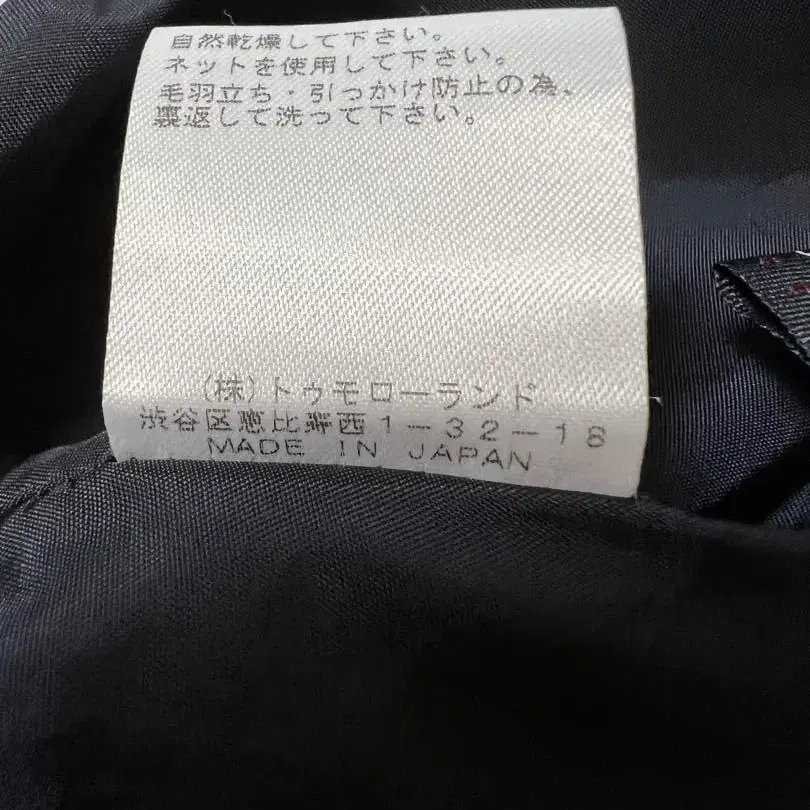 自然乾燥して下さい。
ネットを使用して下さい。
毛羽立ち・引っかけ防止の為、
裏返して洗って下さい。
(株)トゥモローランド
渋谷区恵比寿西1-32-18
MADE IN JAPAN